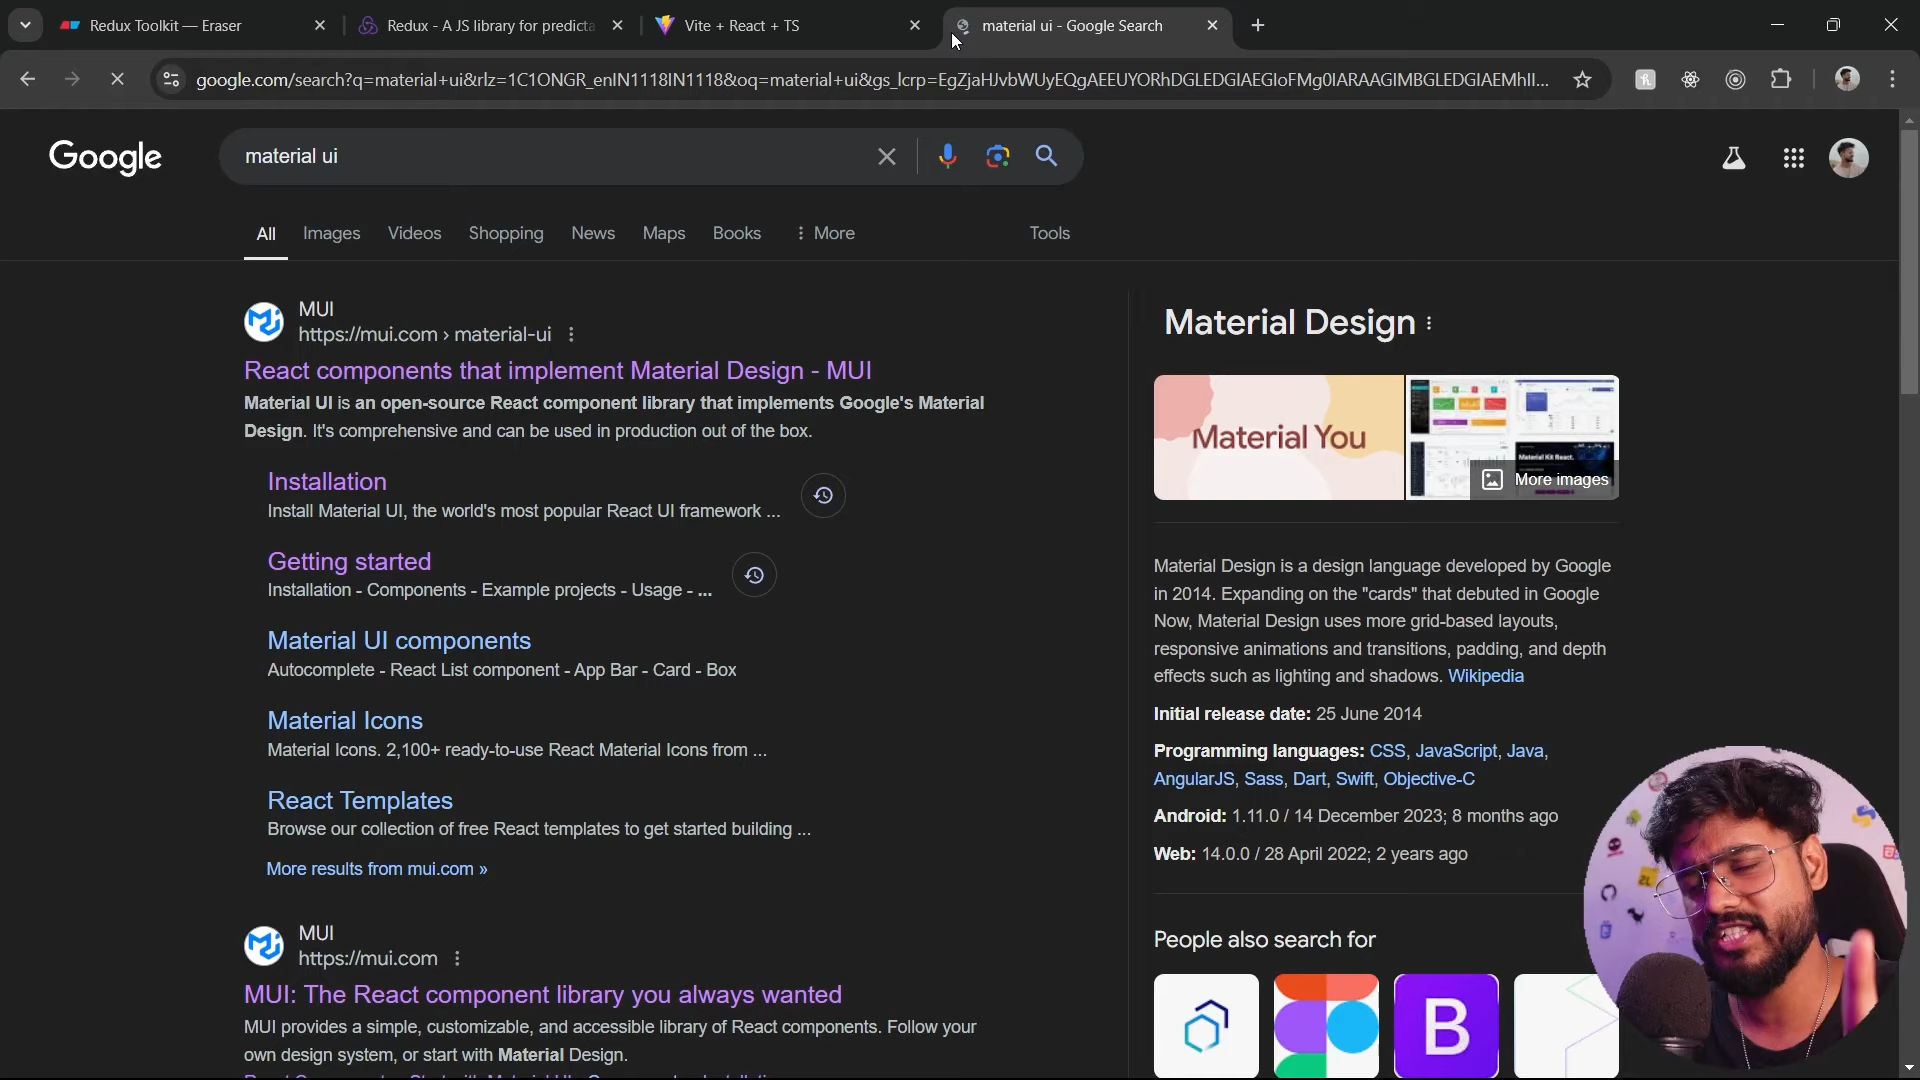 Redux Toolkit — Eraser
Redux - A JS library for predicta
Vite + React + TS
material ui - Google Search
google.com/search?q=material+ui&rlz=1C1ONGR_enIN1118IN1118&oq=material+ui&gs_lcrp=EgZjaHJvbWUyEQgAEEUYORhDGLEDGIAEGIoFMg0IARAAGIMBGLEDGIAEMhII...
Google
material ui
All
Images
Videos
Shopping
News
Maps
Books
More
Tools
MUI
https://mui.com › material-ui
React components that implement Material Design - MUI
Material UI is an open-source React component library that implements Google's Material
Design. It's comprehensive and can be used in production out of the box.
Installation
Install Material UI, the world's most popular React UI framework ...
Getting started
Installation - Components - Example projects - Usage - ...
Material UI components
Autocomplete - React List component - App Bar - Card - Box
Material Icons
Material Icons. 2,100+ ready-to-use React Material Icons from ...
React Templates
Browse our collection of free React templates to get started building ...
More results from mui.com »
MUI
https://mui.com
MUI: The React component library you always wanted
MUI provides a simple, customizable, and accessible library of React components. Follow your
own design system, or start with Material Design.
Material Design
Material You
Material Kit React.
More images
Material Design is a design language developed by Google
in 2014. Expanding on the "cards" that debuted in Google
Now, Material Design uses more grid-based layouts,
responsive animations and transitions, padding, and depth
effects such as lighting and shadows. Wikipedia
Initial release date: 25 June 2014
Programming languages: CSS, JavaScript, Java,
AngularJS, Sass, Dart, Swift, Objective-C
Android: 1.11.0 / 14 December 2023; 8 months ago
Web: 14.0.0 / 28 April 2022; 2 years ago
People also search for
B